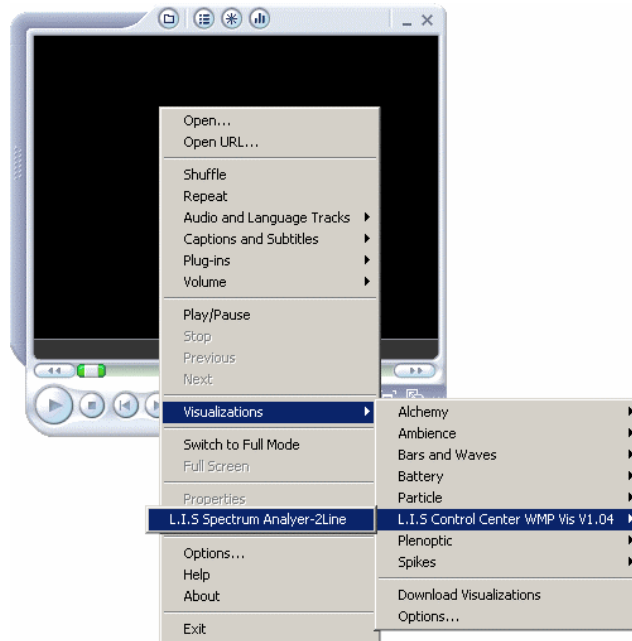 Open...
Open URL...
Shuffle
Repeat
Audio and Language Tracks
Captions and Subtitles
Plug-ins
Volume
Play/Pause
Stop
Previous
Next
Visualizations
Switch to Full Mode
Full Screen
Properties
L.I.S Spectrum Analyer-2Line
Options...
Help
About
Exit
Alchemy
Ambience
Bars and Waves
Battery
Particle
L.I.S Control Center WMP Vis V1.04
Plenoptic
Spikes
Download Visualizations
Options...